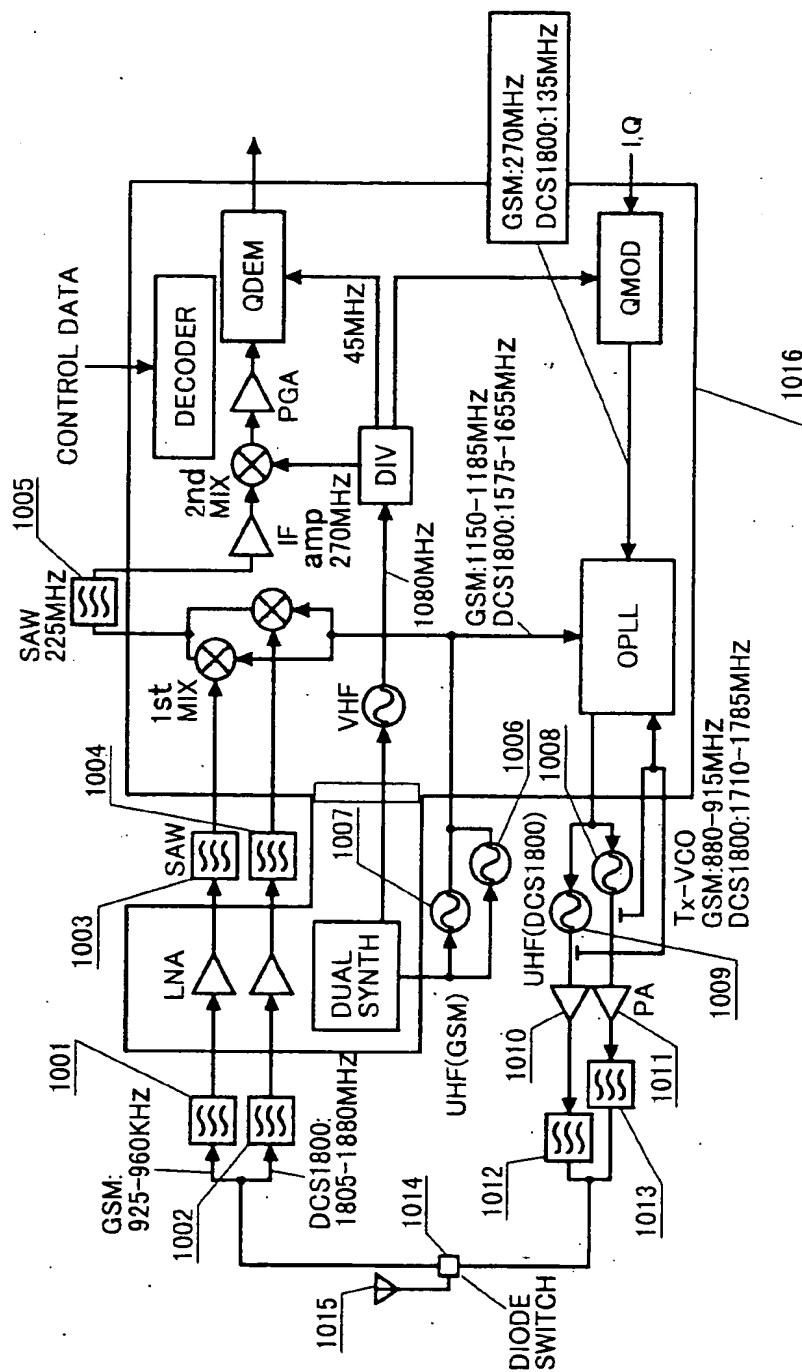 CONTROL DATA
1005
SAW
225MHZ
DECODER
2nd
MIX
QDEM
PGA
IF
amp
270MHZ
45MHZ
DIV
1st
MIX
1004
SAW
1003
LNA
1001
GSM:
925-960KHZ
1002
DCS1800:
1805-1880MHZ
VHF
1080MHZ
DUAL
SYNTH
1007
1006
UHF(GSM)
GSM:1150-1185MHZ
DCS1800:1575-1655MHZ
GSM:270MHZ
DCS1800:135MHZ
I,Q
QMOD
OPLL
1016
1008
UHF(DCS1800)
Tx-VCO
GSM:880-915MHZ
DCS1800:1710-1785MHZ
1009
1010
PA
1011
1012
1013
1014
1015
DIODE
SWITCH